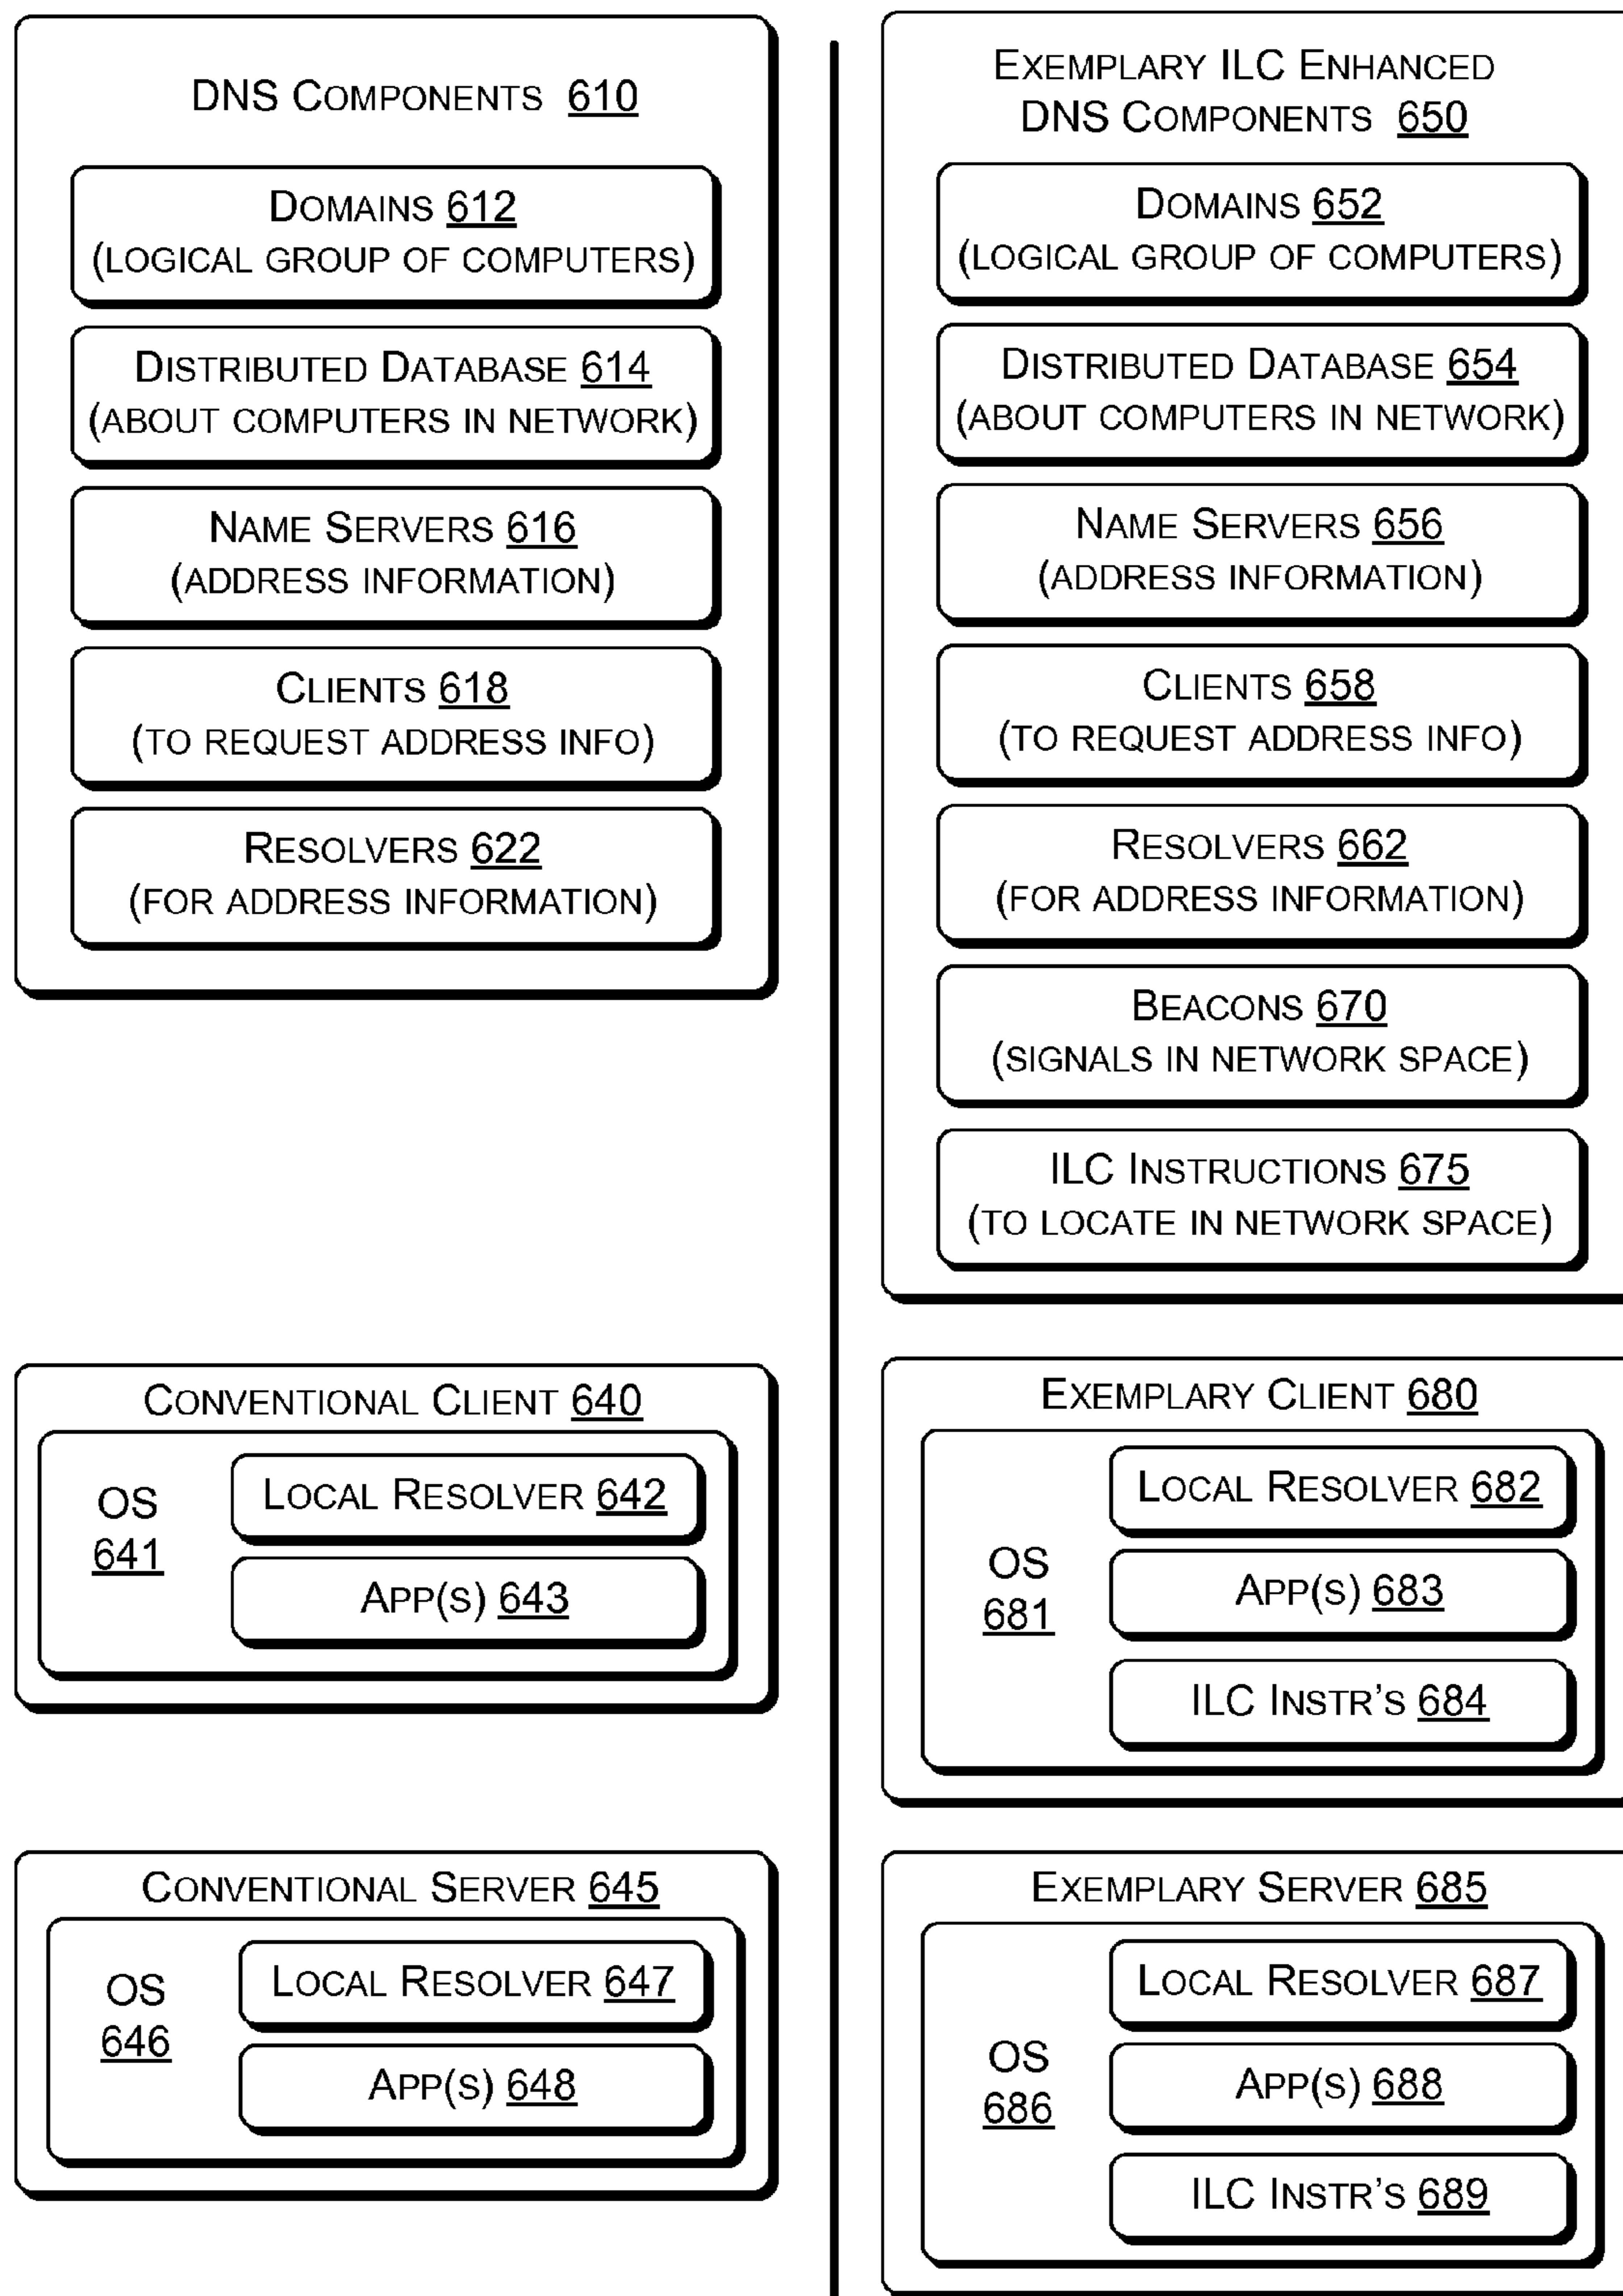 DNS COMPONENTS 610
DOMAINS 612
(LOGICAL GROUP OF COMPUTERS)
DISTRIBUTED DATABASE 614
(ABOUT COMPUTERS IN NETWORK)
NAME SERVERS 616
(ADDRESS INFORMATION)
CLIENTS 618
(TO REQUEST ADDRESS INFO)
RESOLVERS 622
(FOR ADDRESS INFORMATION)
CONVENTIONAL CLIENT 640
OS
641
LOCAL RESOLVER 642
APP(S) 643
CONVENTIONAL SERVER 645
OS
646
LOCAL RESOLVER 647
APP(S) 648
EXEMPLARY ILC ENHANCED
DNS COMPONENTS 650
DOMAINS 652
(LOGICAL GROUP OF COMPUTERS)
DISTRIBUTED DATABASE 654
(ABOUT COMPUTERS IN NETWORK)
NAME SERVERS 656
(ADDRESS INFORMATION)
CLIENTS 658
(TO REQUEST ADDRESS INFO)
RESOLVERS 662
(FOR ADDRESS INFORMATION)
BEACONS 670
(SIGNALS IN NETWORK SPACE)
ILC INSTRUCTIONS 675
(TO LOCATE IN NETWORK SPACE)
EXEMPLARY CLIENT 680
OS
681
LOCAL RESOLVER 682
APP(S) 683
ILC INSTR'S 684
EXEMPLARY SERVER 685
OS
686
LOCAL RESOLVER 687
APP(S) 688
ILC INSTR'S 689